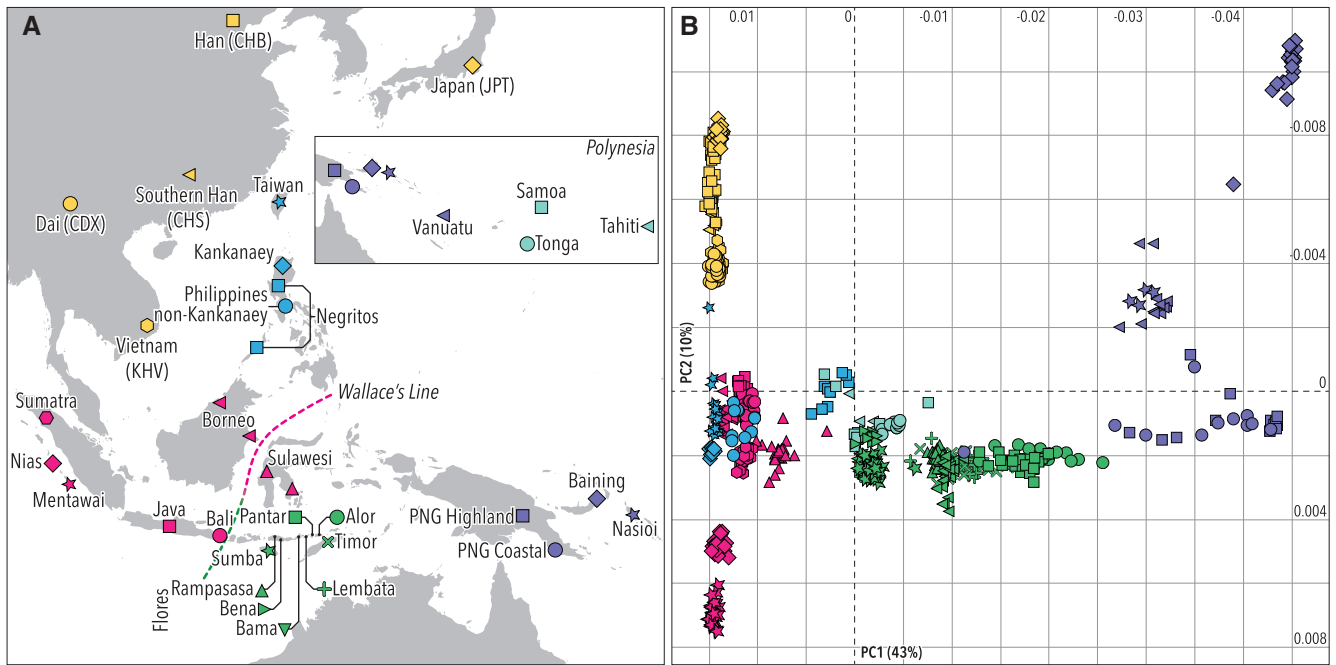 A
Han (CHB)
Japan (JPT)
Polynesia
Samoa
Tahiti
Vanuatu
Tonga
Southern Han
(CHS)
Taiwan
Dai (CDX)
Kankanaey
Philippines
non-Kankanaey
Negritos
Vietnam
(KHV)
Wallace's Line
Sumatra
Borneo
Nias
Sulawesi
Mentawai
Baining
Java
Bali
Pantar
Alor
PNG Highland
Nasioi
Timor
PNG Coastal
Sumba
Rampasasa
Lembata
Flores
Bena
Bama
B
0.01
0
-0.01
-0.02
-0.03
-0.04
-0.008
-0.004
0
0.004
0.008
PC2 (10%)
PC1 (43%)